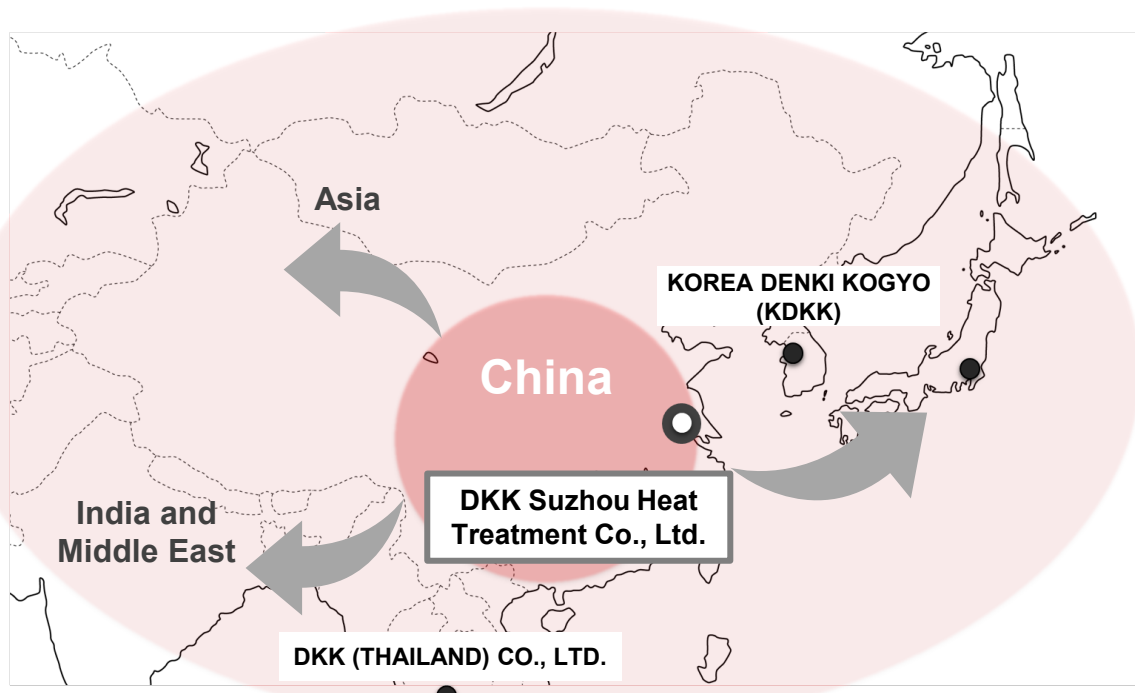 Asia
KOREA DENKI KOGYO
(KDKK)
China
DKK Suzhou Heat
Treatment Co., Ltd.
India and
Middle East
DKK (THAILAND) CO., LTD.